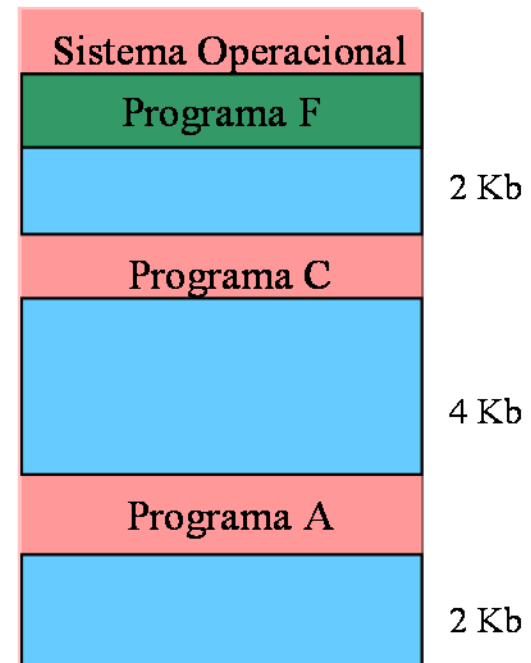 Sistema Operacional
Programa F
2 Kb
Programa C
4 Kb
Programa A
2 Kb